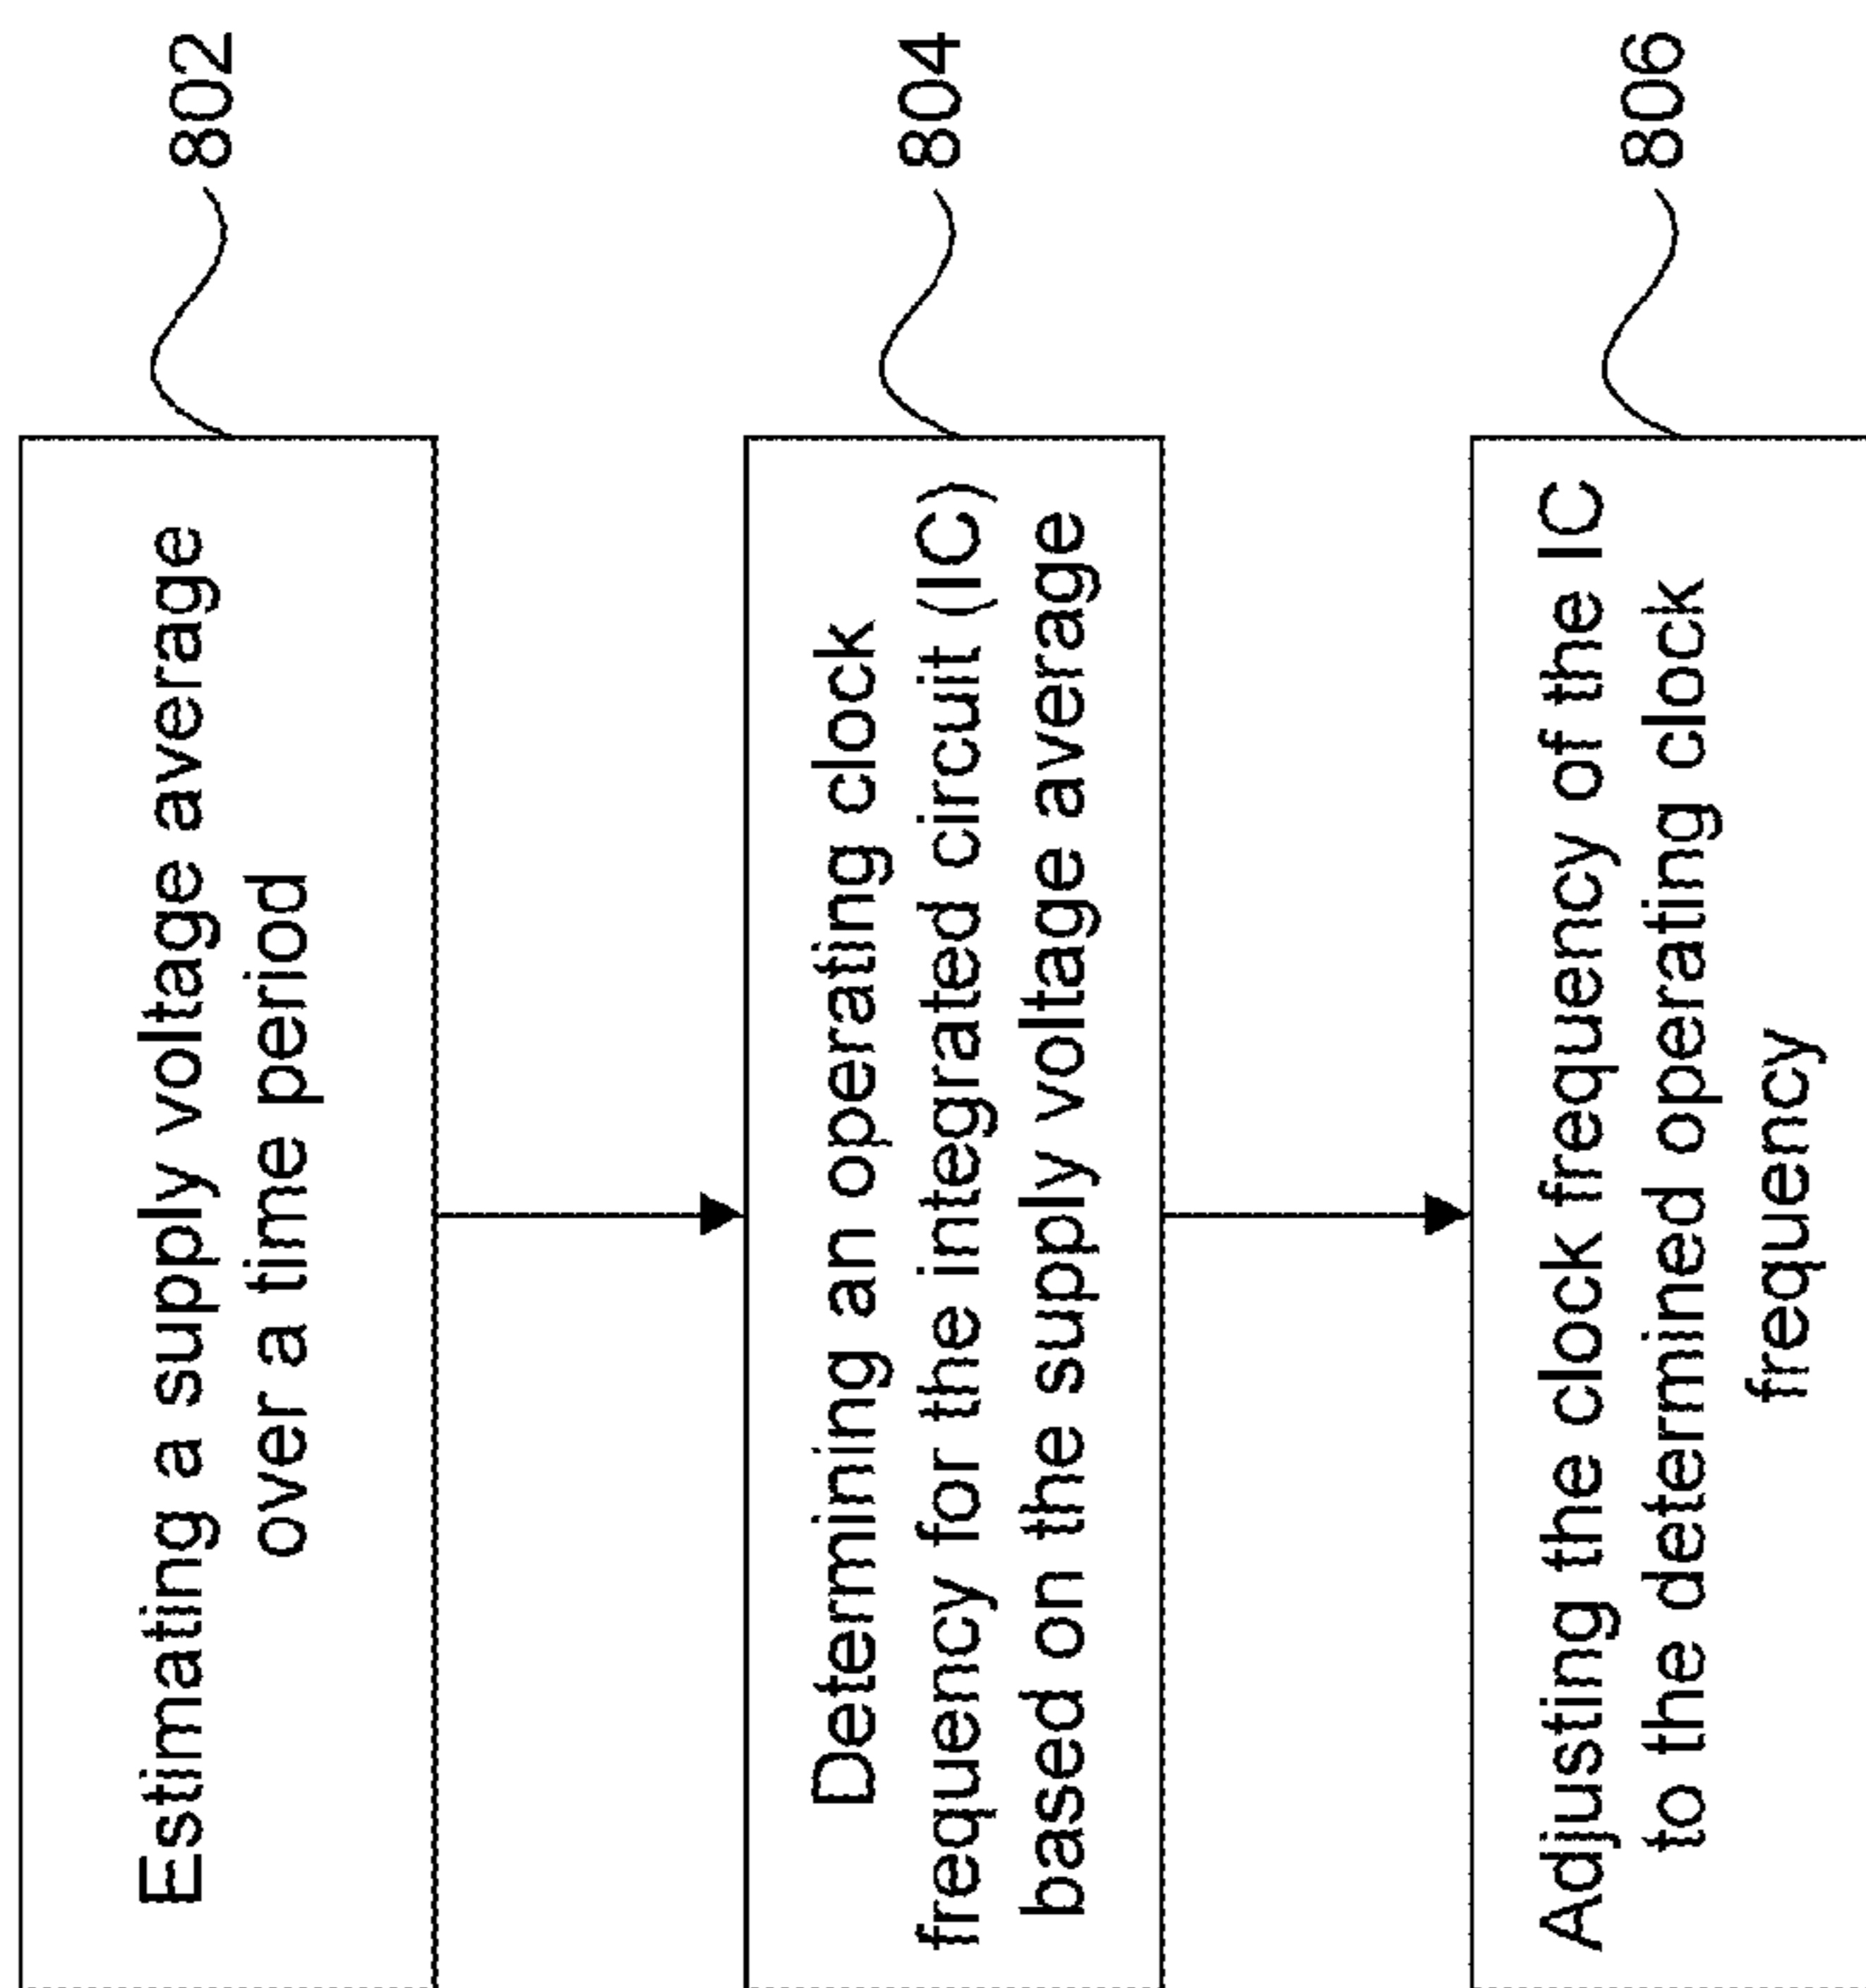 Estimating a supply voltage average
over a time period
802
Determining an operating clock
frequency for the integrated circuit (IC)
based on the supply voltage average
804
Adjusting the clock frequency of the IC
to the determined operating clock
frequency
806